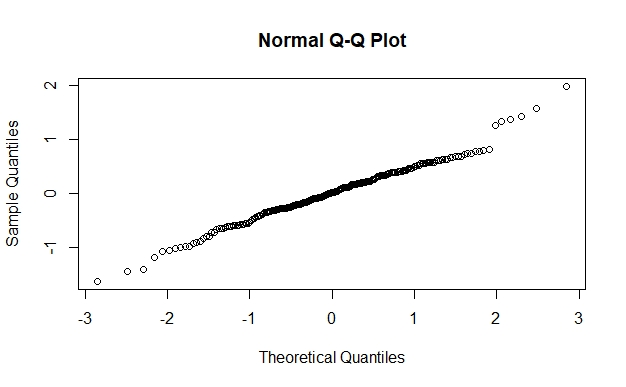 Normal Q-Q Plot
Sample Quantiles
2
1
0
-1
-3 -2 -1 0 1 2 3
Theoretical Quantiles